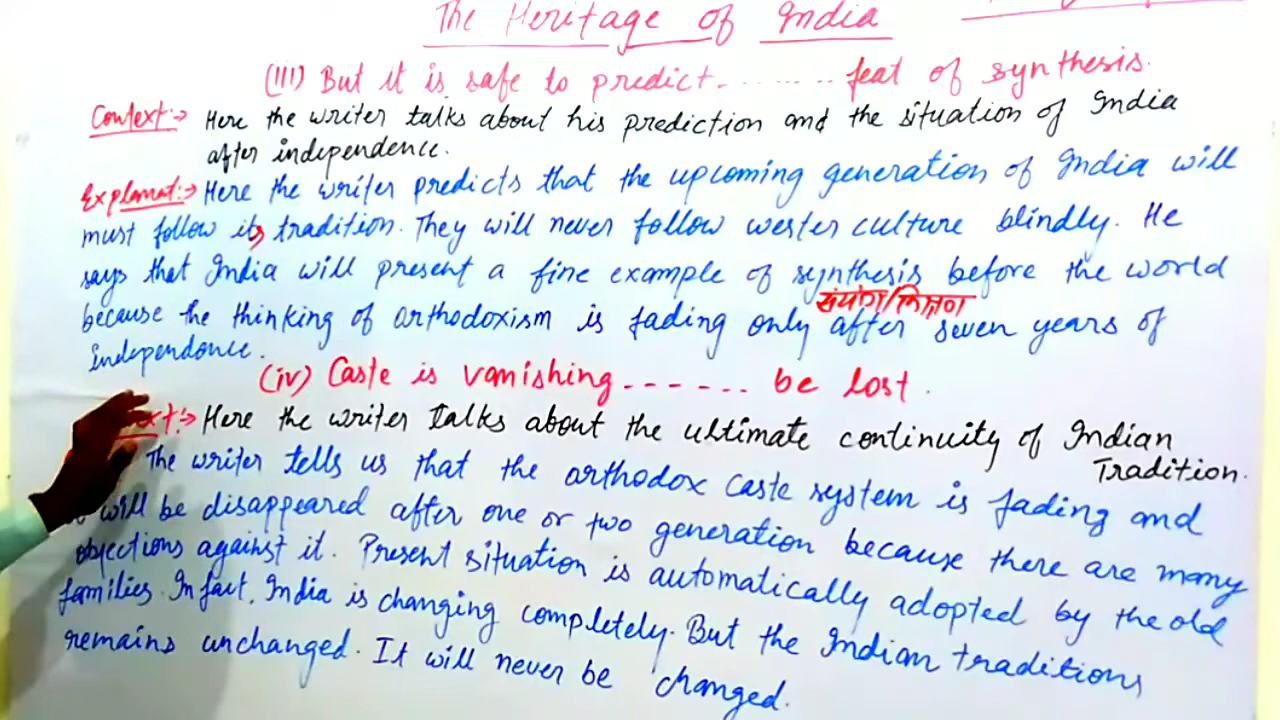 The Heritage of India
(III) But it is safe to predict........ feat of synthesis.
Context:-> Here the writer talks about his prediction and the situation of India
after independence.
Explanat:-> Here the writer predicts that the upcoming generation of India will
must follow its tradition. They will never follow wester culture blindly. He
says that India will present a fine example of synthesis before the world
संयोग/मिश्रण
because the thinking of orthodoxism is fading only after seven years of
independence.
(iv) Caste is vanishing ------ be lost.
xt:-> Here the writer talks about the ultimate continuity of Indian
Tradition.
The writer tells us that the orthodox caste system is fading and
will be disappeared after one or two generation because there are many
objections against it. Present situation is automatically adopted by the old
families. In fact, India is changing completely. But the Indian traditions
remains unchanged. It will never be changed.